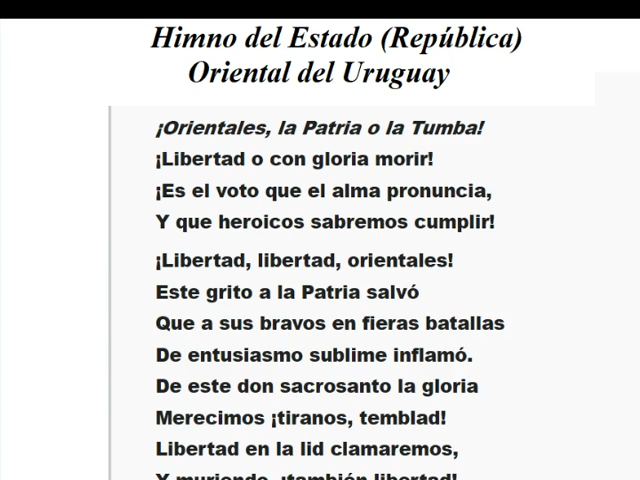 Himno del Estado (República)
Oriental del Uruguay
¡Orientales, la Patria o la Tumba!
¡Libertad o con gloria morir!
¡Es el voto que el alma pronuncia,
Y que heroicos sabremos cumplir!
¡Libertad, libertad, orientales!
Este grito a la Patria salvó
Que a sus bravos en fieras batallas
De entusiasmo sublime inflamó.
De este don sacrosanto la gloria
Merecimos ¡tiranos, temblad!
Libertad en la lid clamaremos,
Y muriendo, ¡también libertad!